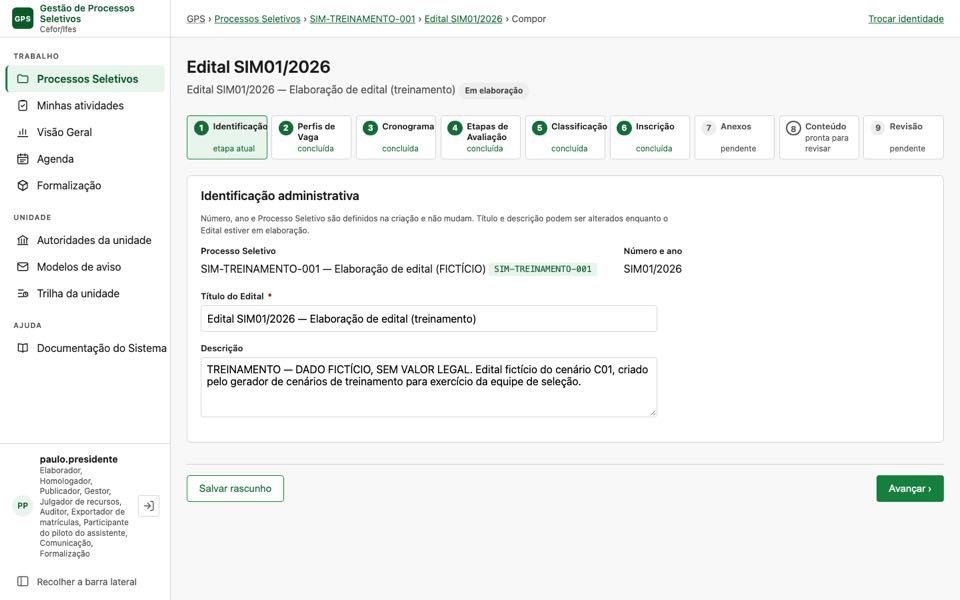 GPS
Gestão de Processos
Seletivos
Cefor/Ifes
GPS › Processos Seletivos › SIM-TREINAMENTO-001 › Edital SIM01/2026 › Compor
Trocar identidade
TRABALHO
Processos Seletivos
Minhas atividades
Visão Geral
Agenda
Formalização
UNIDADE
Autoridades da unidade
Modelos de aviso
Trilha da unidade
AJUDA
Documentação do Sistema
PP
paulo.presidente
Elaborador,
Homologador,
Publicador, Gestor,
Julgador de recursos,
Auditor, Exportador de
matrículas, Participante
do piloto do assistente,
Comunicação,
Formalização
Recolher a barra lateral
Edital SIM01/2026
Edital SIM01/2026 — Elaboração de edital (treinamento) Em elaboração
1 Identificação
etapa atual
2 Perfis de
Vaga
concluída
3 Cronograma
concluída
4 Etapas de
Avaliação
concluída
5 Classificação
concluída
6 Inscrição
concluída
7 Anexos
pendente
8 Conteúdo
pronta para
revisar
9 Revisão
pendente
Identificação administrativa
Número, ano e Processo Seletivo são definidos na criação e não mudam. Título e descrição podem ser alterados enquanto o
Edital estiver em elaboração.
Processo Seletivo
SIM-TREINAMENTO-001 — Elaboração de edital (FICTÍCIO) SIM-TREINAMENTO-001
Número e ano
SIM01/2026
Título do Edital *
Edital SIM01/2026 — Elaboração de edital (treinamento)
Descrição
TREINAMENTO — DADO FICTÍCIO, SEM VALOR LEGAL. Edital fictício do cenário C01, criado
pelo gerador de cenários de treinamento para exercício da equipe de seleção.
Salvar rascunho
Avançar ›